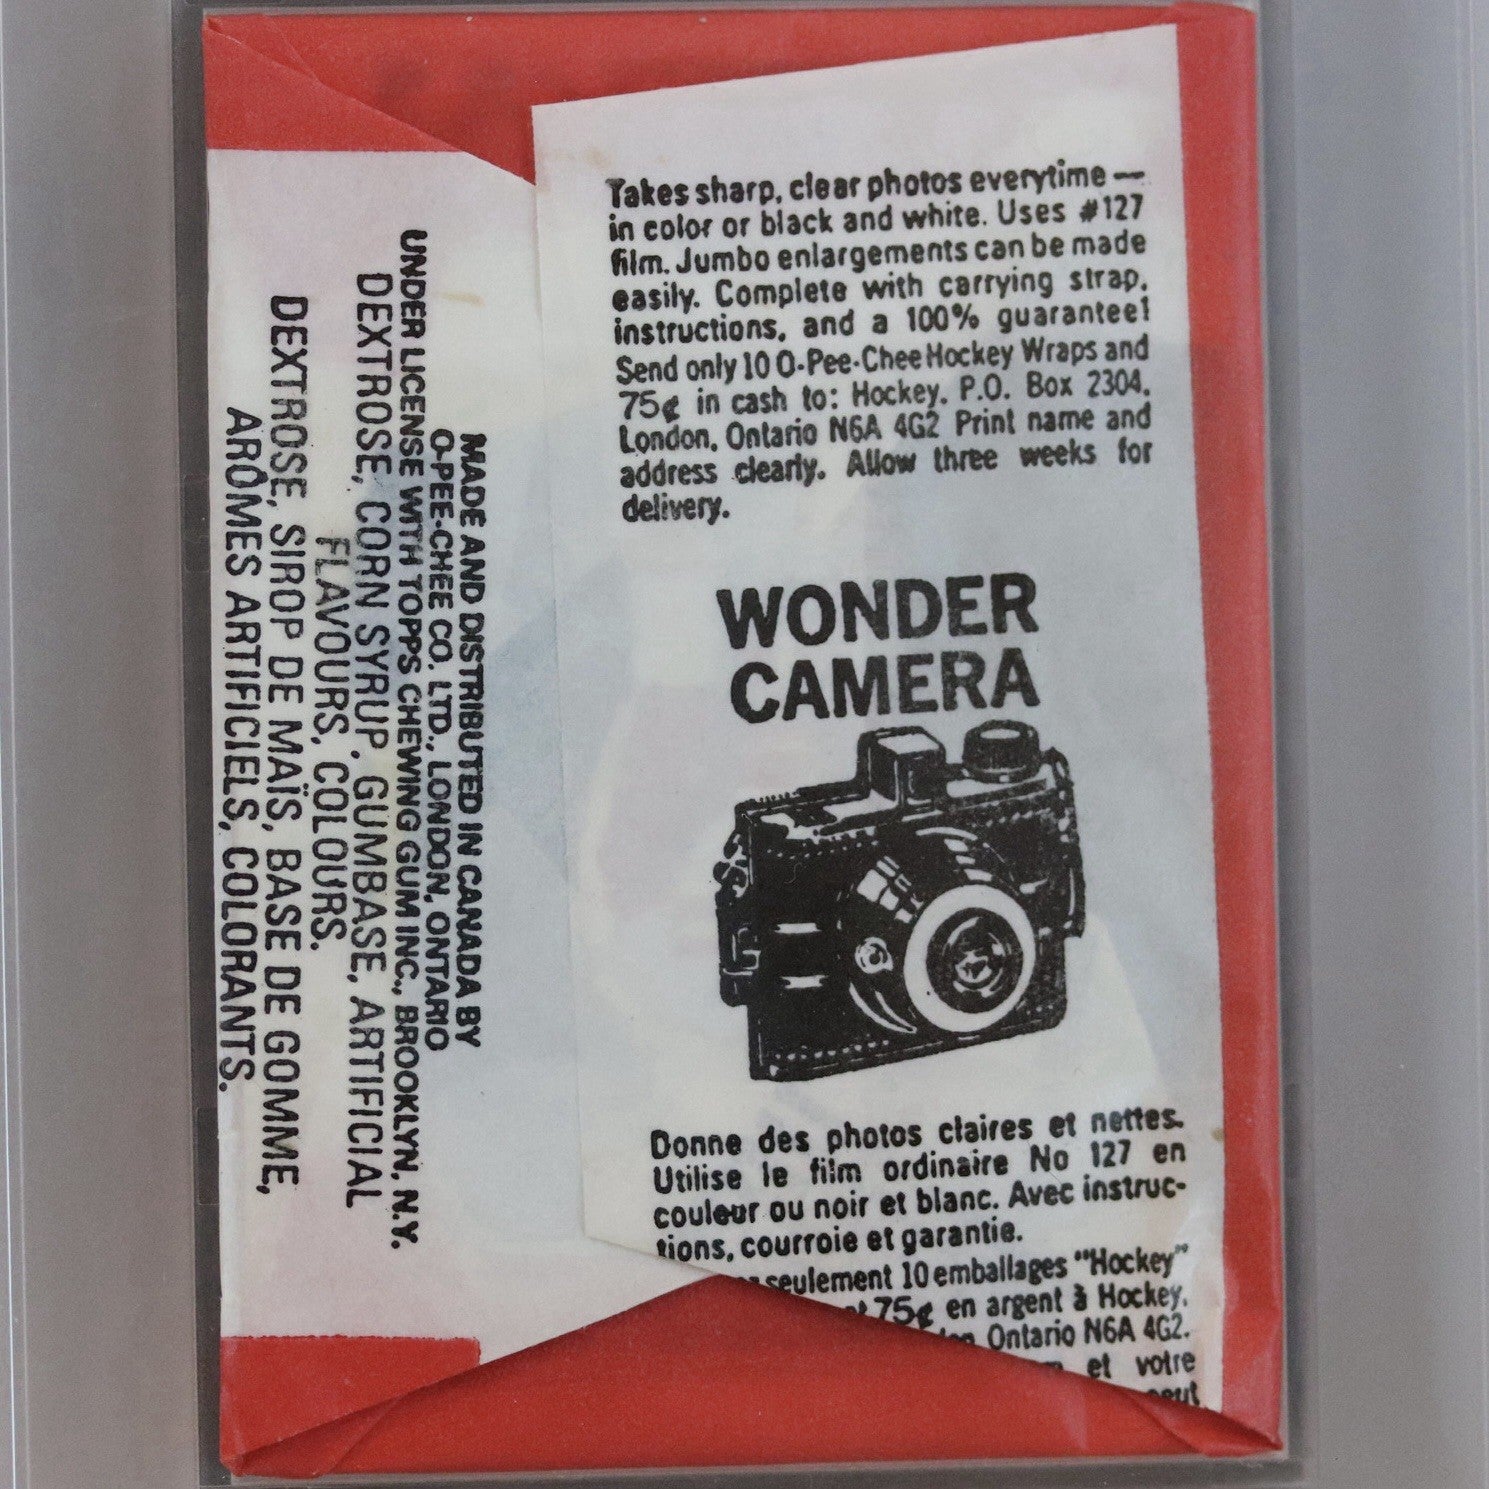 Takes sharp, clear photos everytime —
in color or black and white. Uses #127
film. Jumbo enlargements can be made
easily. Complete with carrying strap,
instructions, and a 100% guarantee!
Send only 10 O-Pee-Chee Hockey Wraps and
75¢ in cash to: Hockey, P.O. Box 2304,
London, Ontario N6A 4G2 Print name and
address clearly. Allow three weeks for
delivery.
WONDER
CAMERA
Donne des photos claires et nettes.
Utilise le film ordinaire No 127 en
couleur ou noir et blanc. Avec instruc-
tions, courroie et garantie.
seulement 10 emballages "Hockey"
75¢ en argent à Hockey,
Ontario N6A 4G2.
et votre
MADE AND DISTRIBUTED IN CANADA BY
O-PEE-CHEE CO. LTD., LONDON, ONTARIO
UNDER LICENSE WITH TOPPS CHEWING GUM INC., BROOKLYN, N.Y.
DEXTROSE, CORN SYRUP, GUMBASE, ARTIFICIAL
FLAVOURS, COLOURS.
DEXTROSE, SIROP DE MAÏS, BASE DE GOMME,
ARÔMES ARTIFICIELS, COLORANTS.